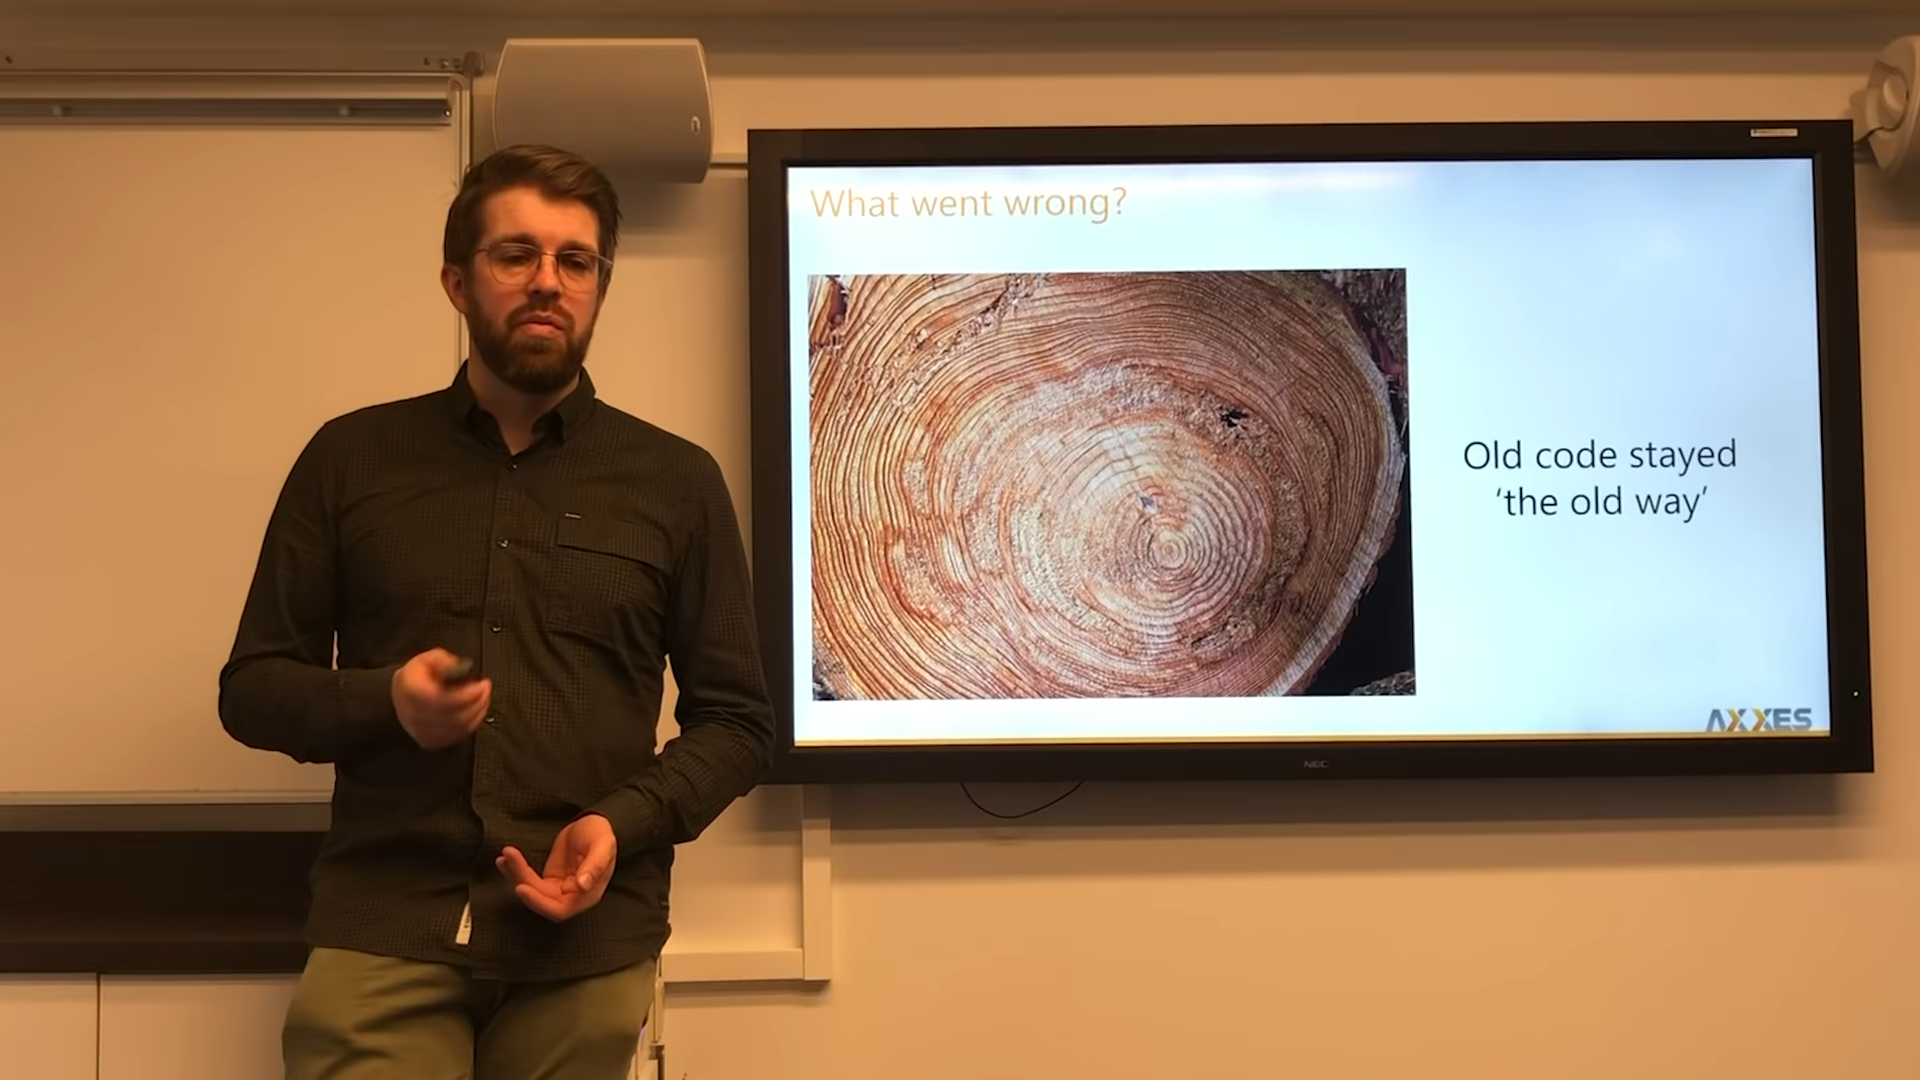 What went wrong?
Old code stayed
‘the old way’
AXXES
NEC